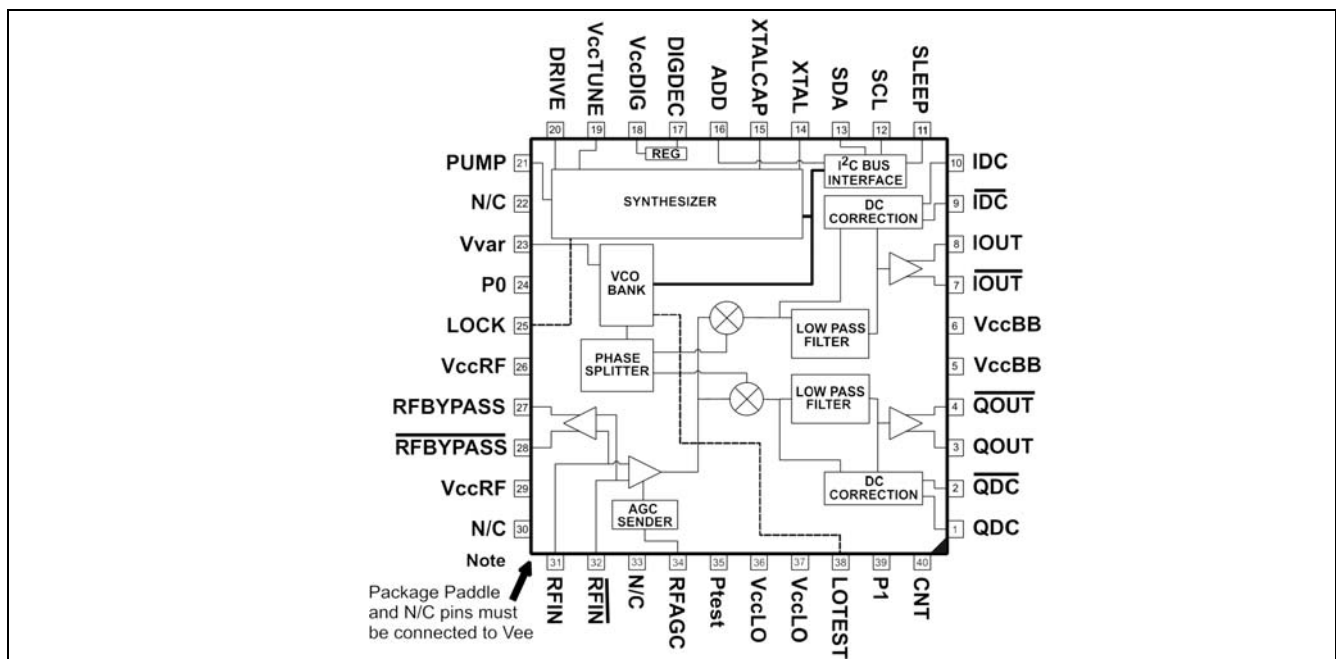 DRIVE
VccTUNE
VccDIG
DIGDEC
ADD
XTALCAP
XTAL
SDA
SCL
SLEEP
20
19
18
17
16
15
14
13
12
11
PUMP
21
N/C
22
Vvar
23
P0
24
LOCK
25
VccRF
26
RFBYPASS
27
RFBYPASS
28
VccRF
29
N/C
30
REG
SYNTHESIZER
I2C BUS
INTERFACE
DC
CORRECTION
VCO
BANK
PHASE
SPLITTER
LOW PASS
FILTER
LOW PASS
FILTER
DC
CORRECTION
AGC
SENDER
10
IDC
9
IDC
8
IOUT
7
IOUT
6
VccBB
5
VccBB
4
QOUT
3
QOUT
2
QDC
1
QDC
31
32
33
34
35
36
37
38
39
40
RFIN
RFIN
N/C
RFAGC
Ptest
VccLO
VccLO
LOTEST
P1
CNT
Note
Package Paddle
and N/C pins must
be connected to Vee